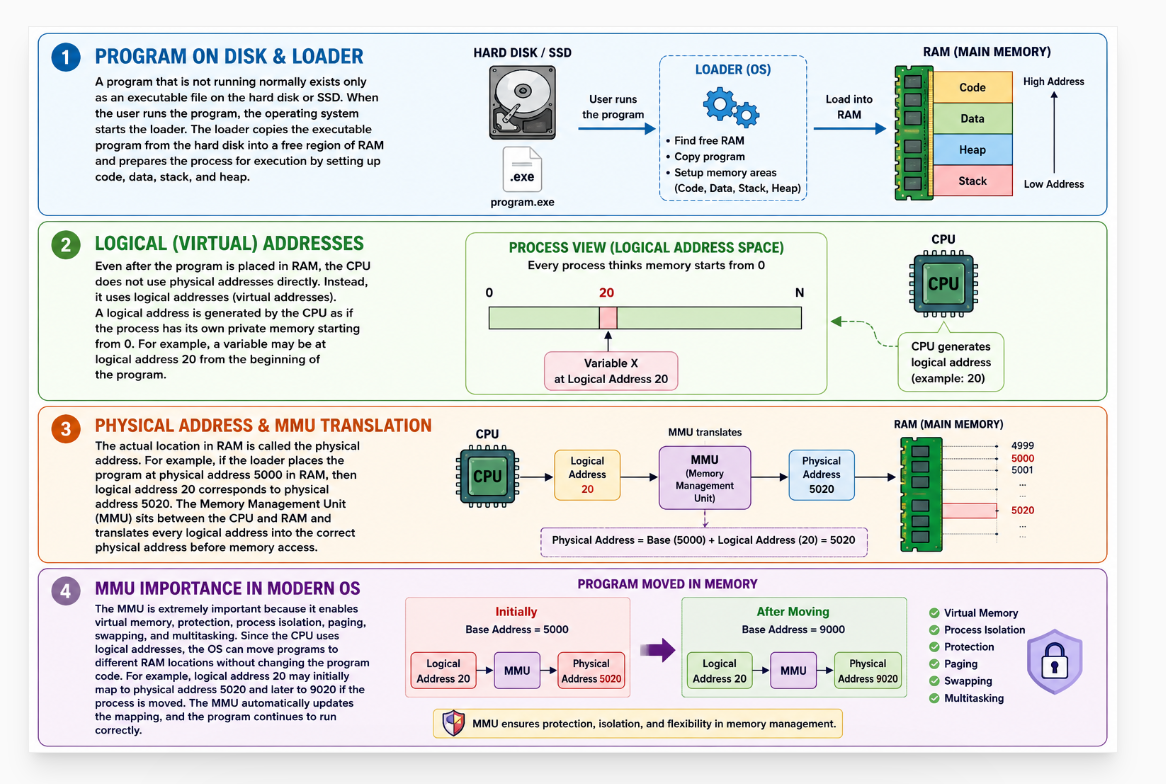 1
PROGRAM ON DISK & LOADER
A program that is not running normally exists only
as an executable file on the hard disk or SSD. When
the user runs the program, the operating system
starts the loader. The loader copies the executable
program from the hard disk into a free region of RAM
and prepares the process for execution by setting up
code, data, stack, and heap.
HARD DISK / SSD
.exe
program.exe
User runs
the program
LOADER (OS)
• Find free RAM
• Copy program
• Setup memory areas
(Code, Data, Stack, Heap)
Load into
RAM
RAM (MAIN MEMORY)
Code
Data
Heap
Stack
High Address
Low Address
2
LOGICAL (VIRTUAL) ADDRESSES
Even after the program is placed in RAM, the CPU
does not use physical addresses directly. Instead,
it uses logical addresses (virtual addresses).
A logical address is generated by the CPU as if
the process has its own private memory starting
from 0. For example, a variable may be at
logical address 20 from the beginning of
the program.
PROCESS VIEW (LOGICAL ADDRESS SPACE)
Every process thinks memory starts from 0
0 20 N
Variable X
at Logical Address 20
CPU
CPU
CPU generates
logical address
(example: 20)
3
PHYSICAL ADDRESS & MMU TRANSLATION
The actual location in RAM is called the physical
address. For example, if the loader places the
program at physical address 5000 in RAM, then
logical address 20 corresponds to physical
address 5020. The Memory Management Unit
(MMU) sits between the CPU and RAM and
translates every logical address into the correct
physical address before memory access.
CPU
CPU
Logical
Address
20
MMU translates
MMU
(Memory
Management
Unit)
Physical
Address
5020
Physical Address = Base (5000) + Logical Address (20) = 5020
RAM (MAIN MEMORY)
4999
5000
5001
...
...
5020
...
...
4
MMU IMPORTANCE IN MODERN OS
The MMU is extremely important because it enables
virtual memory, protection, process isolation, paging,
swapping, and multitasking. Since the CPU uses
logical addresses, the OS can move programs to
different RAM locations without changing the program
code. For example, logical address 20 may initially
map to physical address 5020 and later to 9020 if the
process is moved. The MMU automatically updates
the mapping, and the program continues to run
correctly.
PROGRAM MOVED IN MEMORY
Initially
Base Address = 5000
Logical
Address 20
MMU
Physical
Address 5020
After Moving
Base Address = 9000
Logical
Address 20
MMU
Physical
Address 9020
MMU ensures protection, isolation, and flexibility in memory management.
Virtual Memory
Process Isolation
Protection
Paging
Swapping
Multitasking